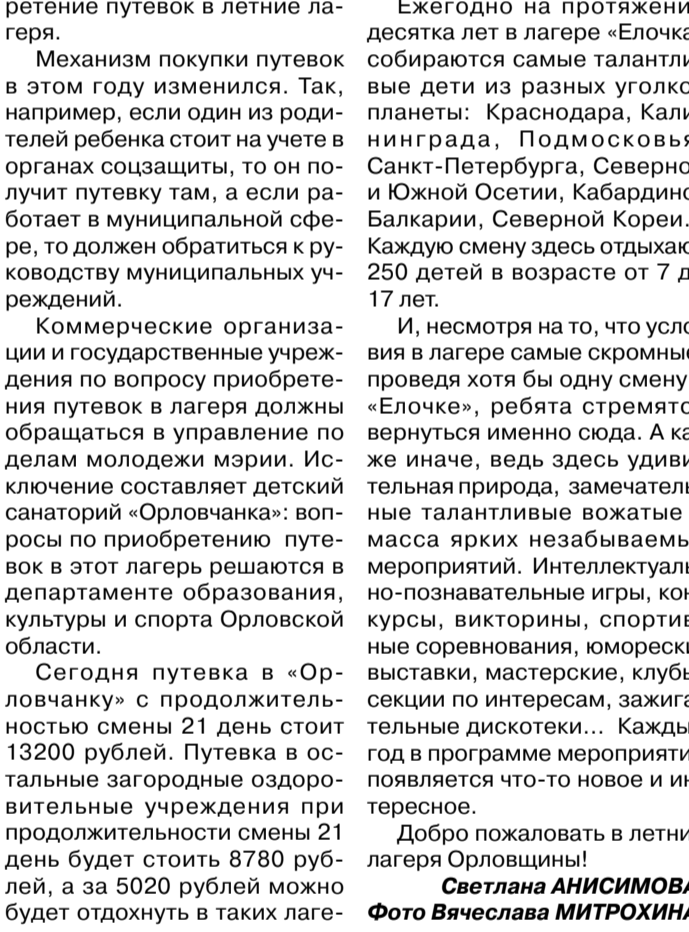 ретение путевок в летние ла-
геря.
Механизм покупки путевок
в этом году изменился. Так,
например, если один из роди-
телей ребенка стоит на учете в
органах соцзащиты, то он по-
лучит путевку там, а если ра-
ботает в муниципальной сфе-
ре, то должен обратиться к ру-
ководству муниципальных уч-
реждений.
Коммерческие организа-
ции и государственные учреж-
дения по вопросу приобрете-
ния путевок в лагеря должны
обращаться в управление по
делам молодежи мэрии. Ис-
ключение составляет детский
санаторий «Орловчанка»: воп-
росы по приобретению путе-
вок в этот лагерь решаются в
департаменте образования,
культуры и спорта Орловской
области.
Сегодня путевка в «Ор-
ловчанку» с продолжитель-
ностью смены 21 день стоит
13200 рублей. Путевка в ос-
тальные загородные оздоро-
вительные учреждения при
продолжительности смены 21
день будет стоить 8780 руб-
лей, а за 5020 рублей можно
будет отдохнуть в таких лаге-
Ежегодно на протяжени
десятка лет в лагере «Елочка
собираются самые талантли
вые дети из разных уголко
планеты: Краснодара, Кали
нинграда, Подмосковья
Санкт-Петербурга, Северно
и Южной Осетии, Кабардино
Балкарии, Северной Кореи.
Каждую смену здесь отдыхаю
250 детей в возрасте от 7 д
17 лет.
И, несмотря на то, что усло
вия в лагере самые скромные
проведя хотя бы одну смену
«Елочке», ребята стремятс
вернуться именно сюда. А ка
же иначе, ведь здесь удиви
тельная природа, замечатель
ные талантливые вожатые
масса ярких незабываемы
мероприятий. Интеллектуаль
но-познавательные игры, кон
курсы, викторины, спортив
ные соревнования, юморески
выставки, мастерские, клубы
секции по интересам, зажига
тельные дискотеки... Кажды
год в программе мероприяти
появляется что-то новое и ин
тересное.
Добро пожаловать в летни
лагеря Орловщины!
Светлана АНИСИМОВА
Фото Вячеслава МИТРОХИНА